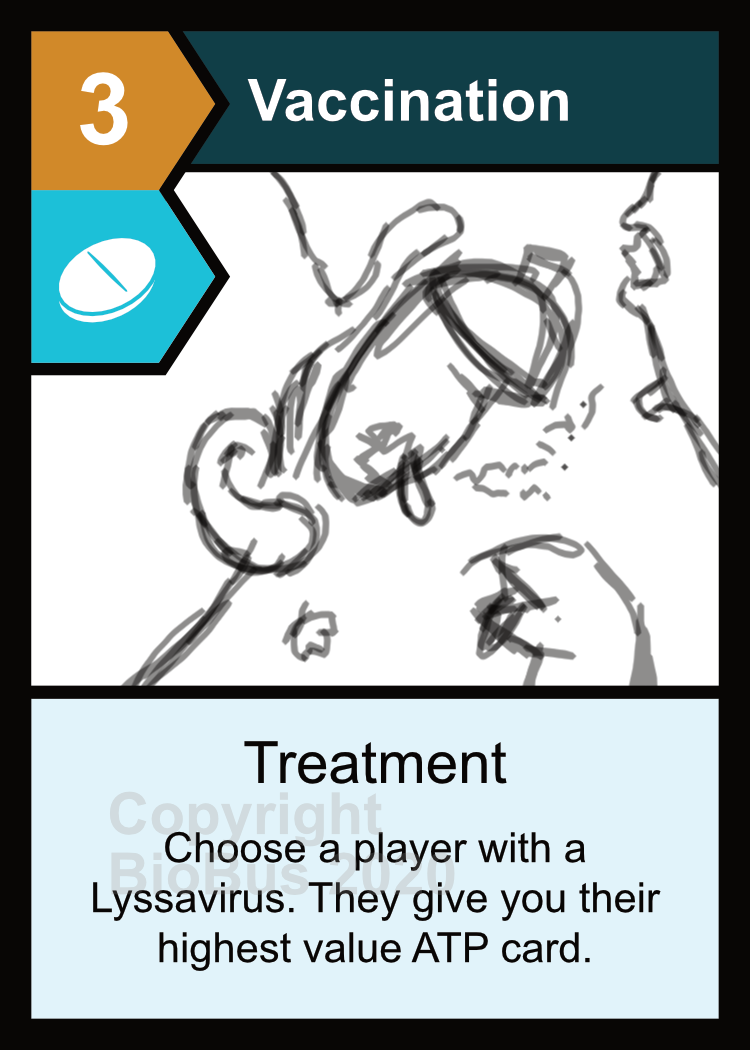 3
Vaccination
Treatment
Copyright
BioBus 2020
Choose a player with a
Lyssavirus. They give you their
highest value ATP card.